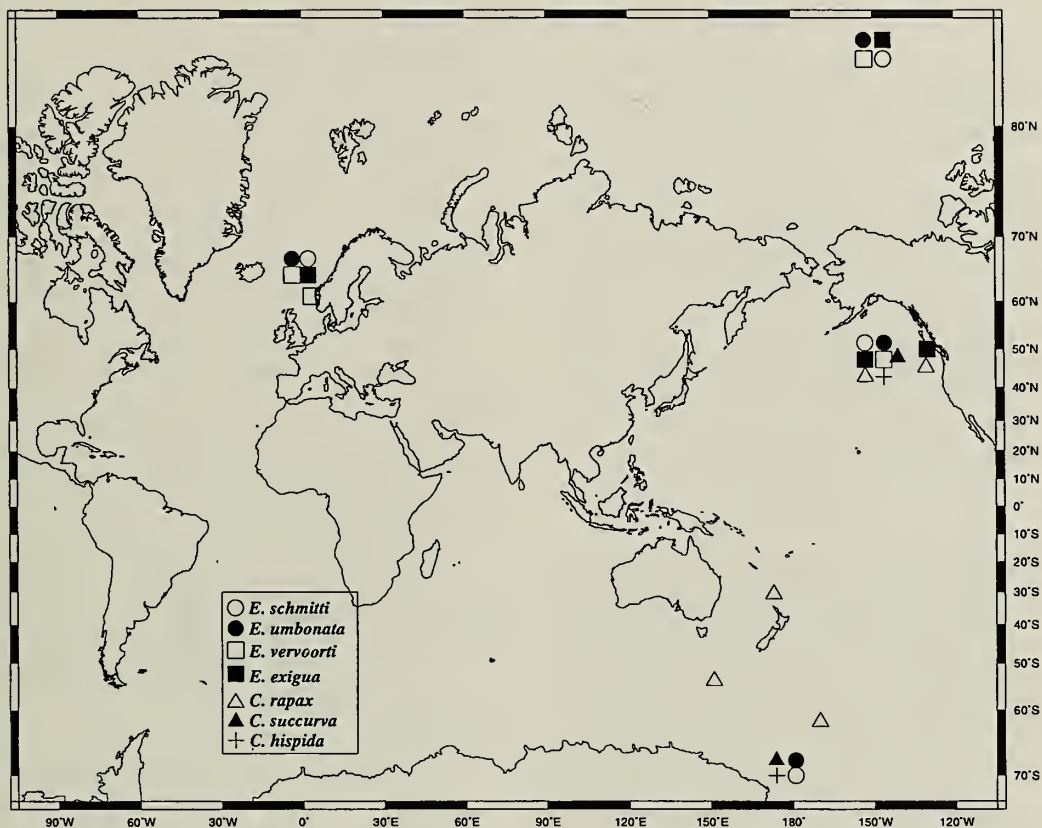 80°N
70°N
60°N
50°N
40°N
30°N
20°N
10°N
0°
10°S
20°S
30°S
40°S
50°S
60°S
70°S
E. schmitti
E. umbonata
E. vervoorti
E. exigua
C. rapax
C. succurva
C. hispida
90°W 60°W 30°W 0° 30°E 60°E 90°E 120°E 150°E 180° 150°W 120°W